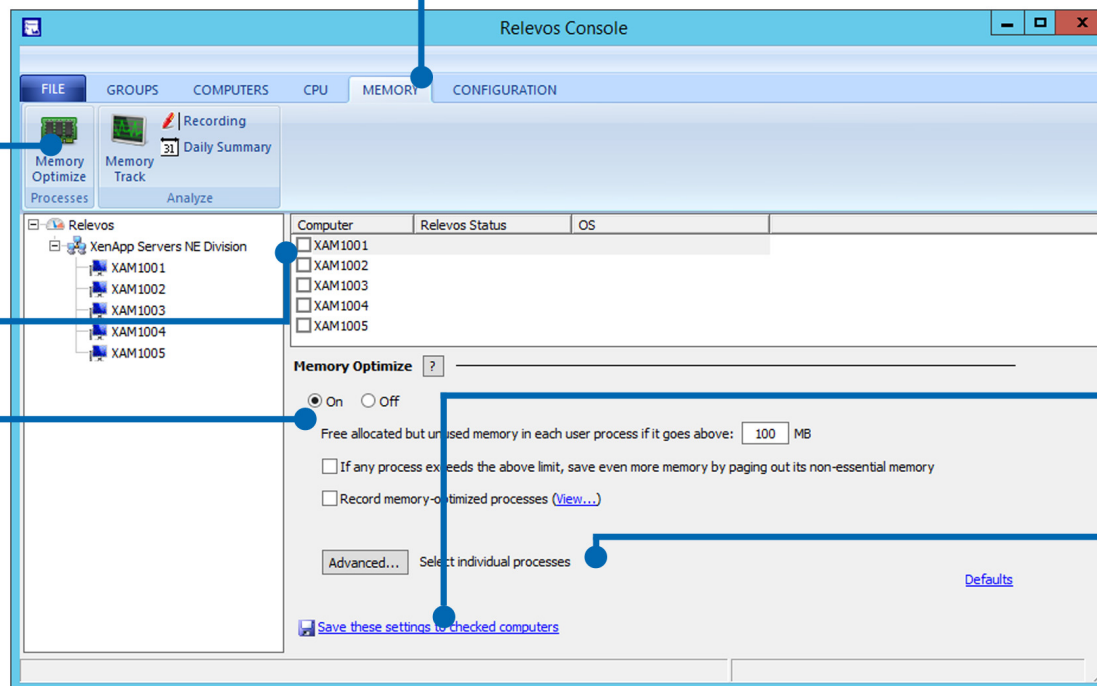 Relevos Console
FILE GROUPS COMPUTERS CPU MEMORY CONFIGURATION
Memory Optimize
Processes
Memory Track
Recording
31 Daily Summary
Analyze
Relevos
XenApp Servers NE Division
XAM1001
XAM1002
XAM1003
XAM1004
XAM1005
Computer Relevos Status OS
XAM1001
XAM1002
XAM1003
XAM1004
XAM1005
Memory Optimize ?
On Off
Free allocated but unused memory in each user process if it goes above: 100 MB
If any process exceeds the above limit, save even more memory by paging out its non-essential memory
Record memory-optimized processes (View...)
Advanced... Select individual processes
Defaults
Save these settings to checked computers